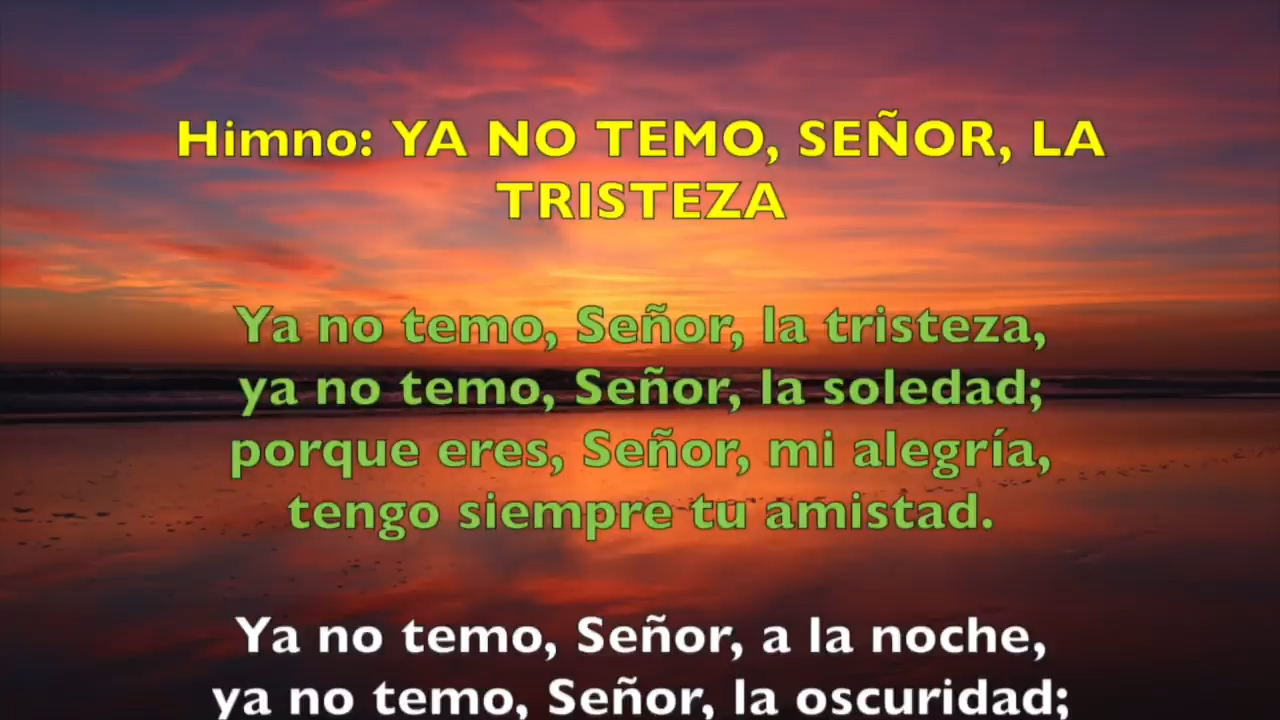 Himno: YA NO TEMO, SEÑOR, LA
TRISTEZA
Ya no temo, Señor, la tristeza,
ya no temo, Señor, la soledad;
porque eres, Señor, mi alegría,
tengo siempre tu amistad.
Ya no temo, Señor, a la noche,
ya no temo, Señor, la oscuridad;